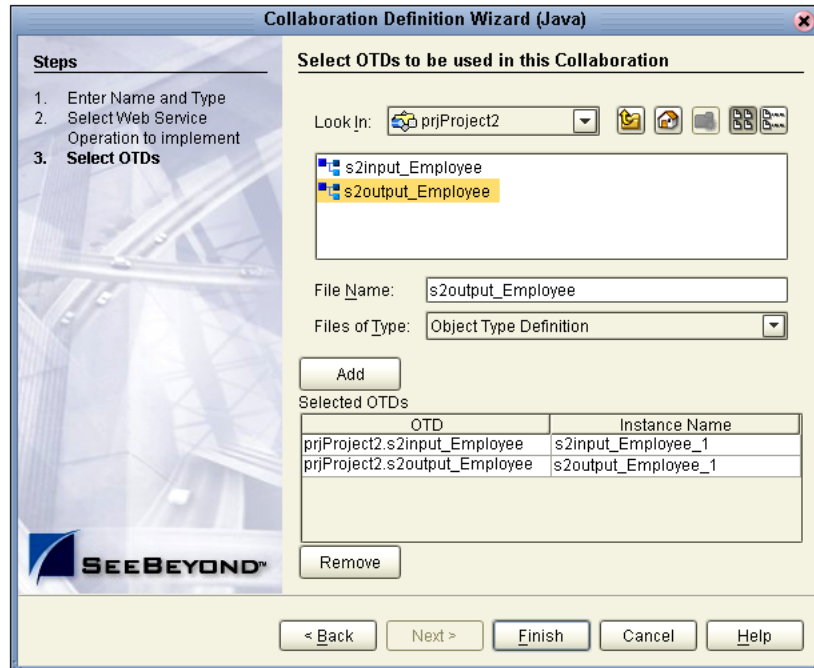 Collaboration Definition Wizard (Java)
Steps
1. Enter Name and Type
2. Select Web Service
Operation to implement
3. Select OTDs
Select OTDs to be used in this Collaboration
Look In: prjProject2
s2input_Employee
s2output_Employee
File Name: s2output_Employee
Files of Type: Object Type Definition
Add
Selected OTDs
OTD Instance Name
prjProject2.s2input_Employee s2input_Employee_1
prjProject2.s2output_Employee s2output_Employee_1
Remove
SEEBEYOND™
< Back Next > Finish Cancel Help